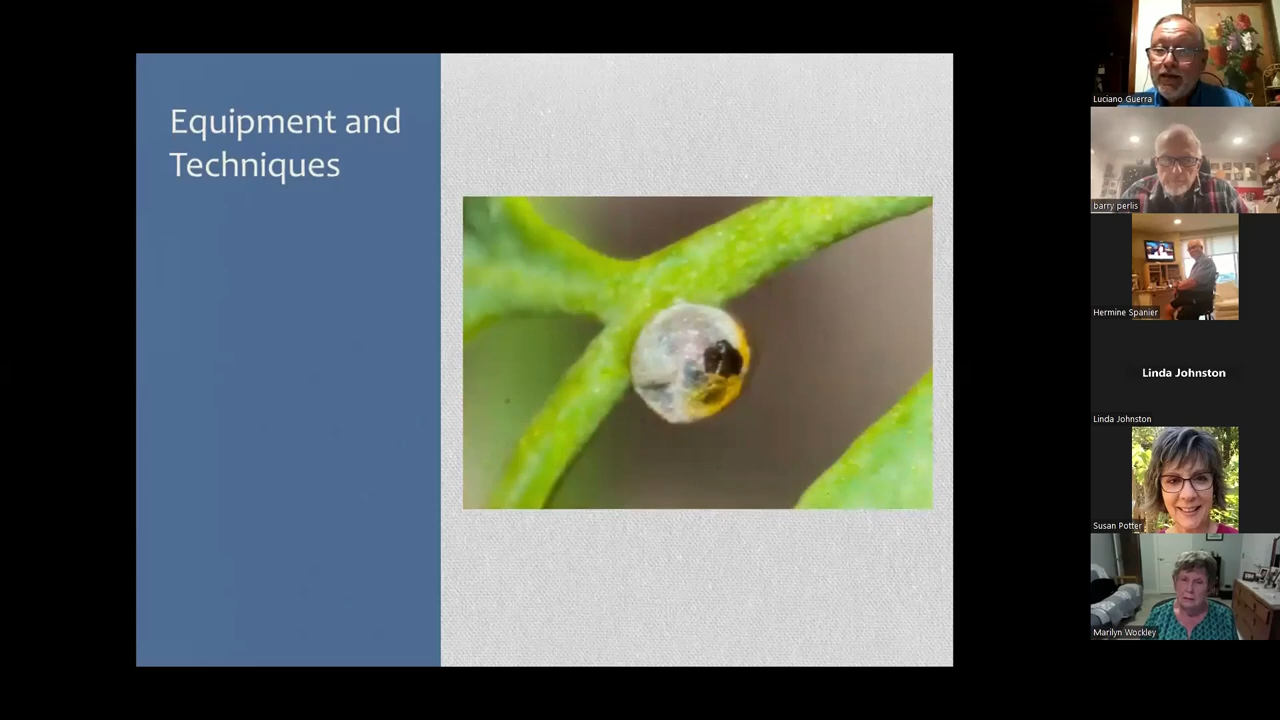 Equipment and
Techniques
Luciano Guerra
barry perlis
Hermine Spanier
Linda Johnston
Linda Johnston
Susan Potter
Marilyn Wockley